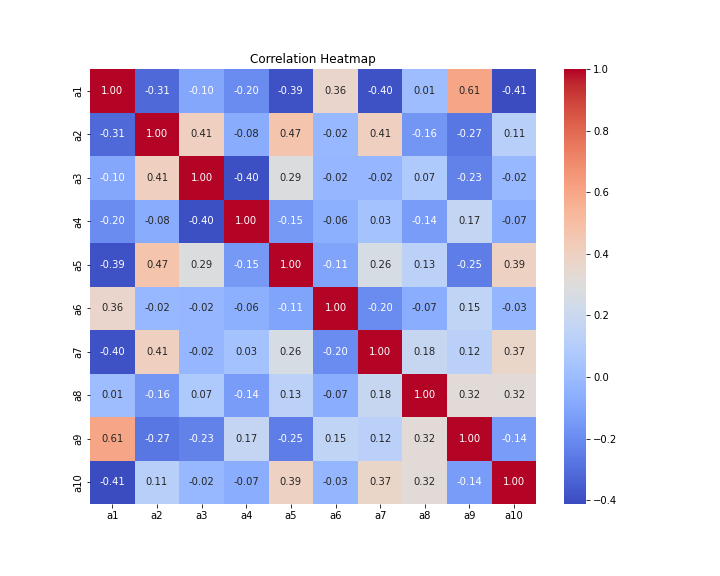 Correlation Heatmap
a1 1.00 -0.31 -0.10 -0.20 -0.39 0.36 -0.40 0.01 0.61 -0.41
a2 -0.31 1.00 0.41 -0.08 0.47 -0.02 0.41 -0.16 -0.27 0.11
a3 -0.10 0.41 1.00 -0.40 0.29 -0.02 -0.02 0.07 -0.23 -0.02
a4 -0.20 -0.08 -0.40 1.00 -0.15 -0.06 0.03 -0.14 0.17 -0.07
a5 -0.39 0.47 0.29 -0.15 1.00 -0.11 0.26 0.13 -0.25 0.39
a6 0.36 -0.02 -0.02 -0.06 -0.11 1.00 -0.20 -0.07 0.15 -0.03
a7 -0.40 0.41 -0.02 0.03 0.26 -0.20 1.00 0.18 0.12 0.37
a8 0.01 -0.16 0.07 -0.14 0.13 -0.07 0.18 1.00 0.32 0.32
a9 0.61 -0.27 -0.23 0.17 -0.25 0.15 0.12 0.32 1.00 -0.14
a10 -0.41 0.11 -0.02 -0.07 0.39 -0.03 0.37 0.32 -0.14 1.00
a1 a2 a3 a4 a5 a6 a7 a8 a9 a10
1.0
0.8
0.6
0.4
0.2
0.0
−0.2
−0.4